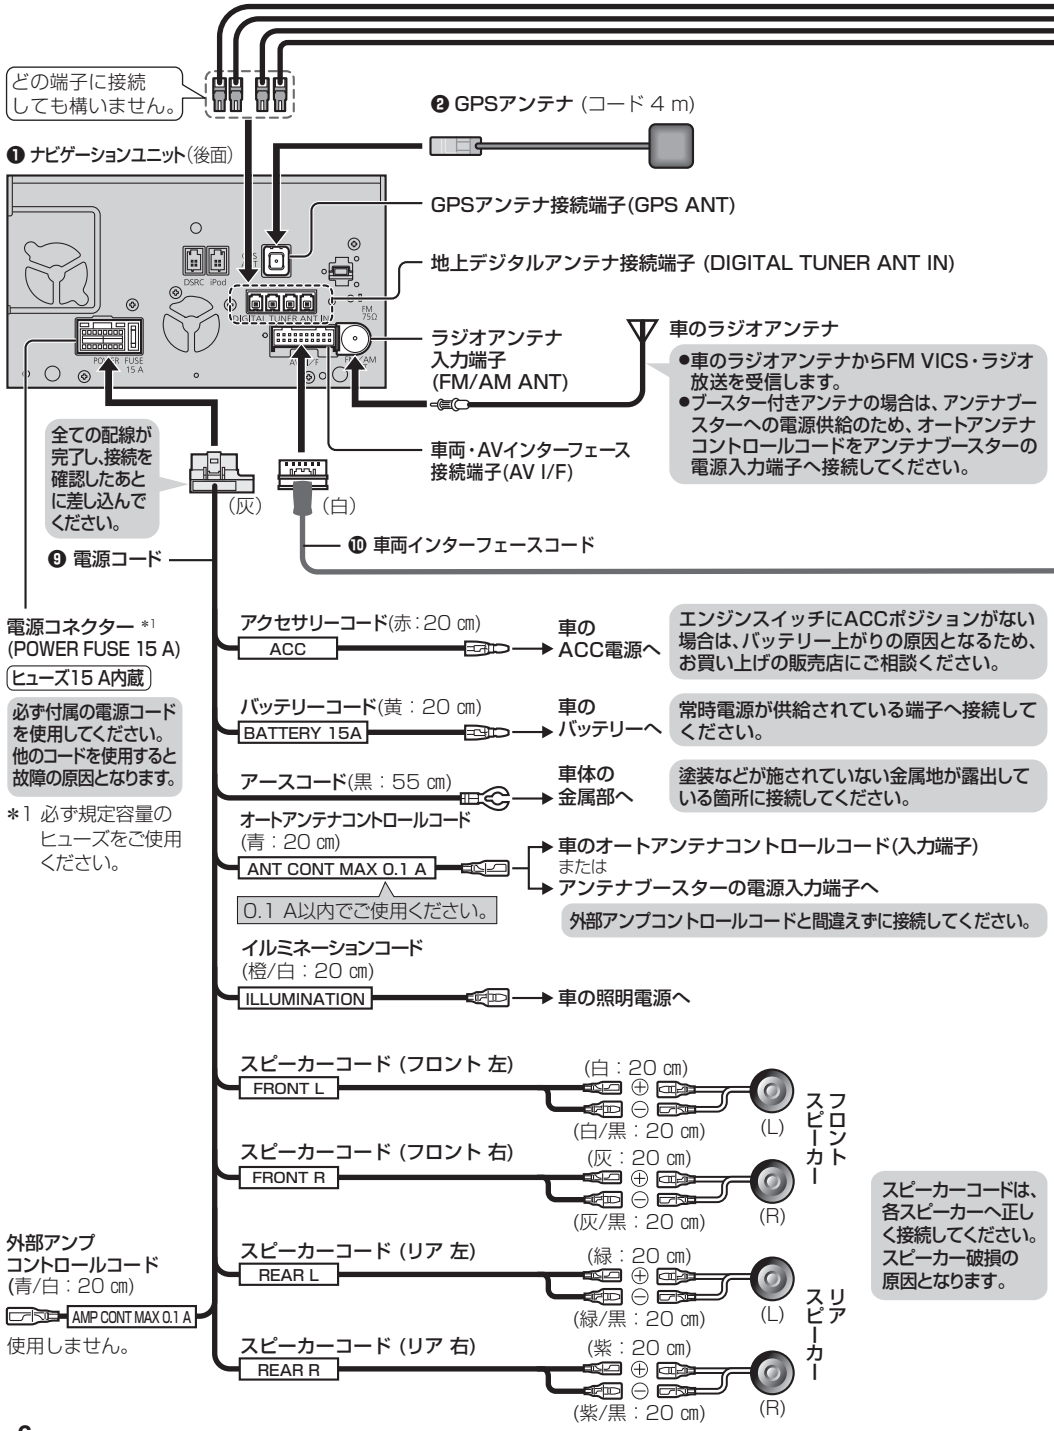 どの端子に接続
しても構いません。
❷ GPSアンテナ (コード 4 m)
❶ ナビゲーションユニット(後面)
GPSアンテナ接続端子(GPS ANT)
地上デジタルアンテナ接続端子 (DIGITAL TUNER ANT IN)
DSRC iPod
FM
75Ω
DIGITAL TUNER ANT IN
POWER FUSE
15 A
ラジオアンテナ
入力端子
(FM/AM ANT)
車のラジオアンテナ
●車のラジオアンテナからFM VICS・ラジオ
放送を受信します。
●ブースター付きアンテナの場合は、アンテナブー
スターへの電源供給のため、オートアンテナ
コントロールコードをアンテナブースターの
電源入力端子へ接続してください。
車両・AVインターフェース
接続端子(AV I/F)
全ての配線が
完了し、接続を
確認したあと
に差し込んで
ください。
(灰)
(白)
❾ 電源コード
❿ 車両インターフェースコード
電源コネクター *1
(POWER FUSE 15 A)
ヒューズ15 A内蔵
必ず付属の電源コード
を使用してください。
他のコードを使用すると
故障の原因となります。
*1 必ず規定容量の
ヒューズをご使用
ください。
アクセサリーコード(赤:20 ㎝)
ACC
車の
ACC電源へ
エンジンスイッチにACCポジションがない
場合は、バッテリー上がりの原因となるため、
お買い上げの販売店にご相談ください。
バッテリーコード(黄:20 ㎝)
BATTERY 15A
車の
バッテリーへ
常時電源が供給されている端子へ接続して
ください。
アースコード(黒:55 ㎝)
車体の
金属部へ
塗装などが施されていない金属地が露出して
いる箇所に接続してください。
オートアンテナコントロールコード
(青:20 ㎝)
ANT CONT MAX 0.1 A
0.1 A以内でご使用ください。
車のオートアンテナコントロールコード(入力端子)
または
アンテナブースターの電源入力端子へ
外部アンプコントロールコードと間違えずに接続してください。
イルミネーションコード
(橙/白:20 ㎝)
ILLUMINATION
車の照明電源へ
スピーカーコード (フロント 左)
FRONT L
(白:20 ㎝)
⊕
⊖
(白/黒:20 ㎝)
(L)
スピーカーコード (フロント 右)
FRONT R
(灰:20 ㎝)
⊕
⊖
(灰/黒:20 ㎝)
(R)
フロント
スピーカー
スピーカーコードは、
各スピーカーへ正し
く接続してください。
スピーカー破損の
原因となります。
外部アンプ
コントロールコード
(青/白:20 ㎝)
AMP CONT MAX 0.1 A
使用しません。
スピーカーコード (リア 左)
REAR L
(緑:20 ㎝)
⊕
⊖
(緑/黒:20 ㎝)
(L)
スピーカーコード (リア 右)
REAR R
(紫:20 ㎝)
⊕
⊖
(紫/黒:20 ㎝)
(R)
リア
スピーカー